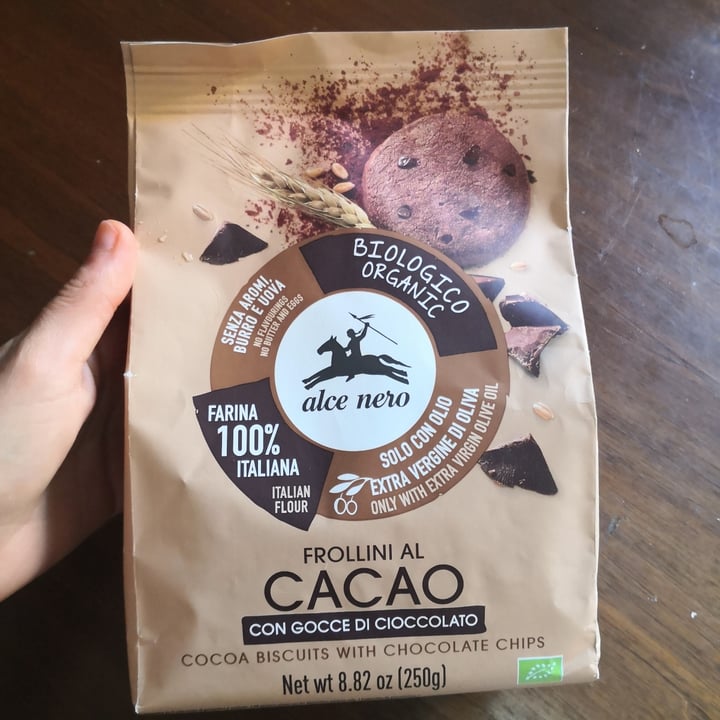 BIOLOGICO
ORGANIC
SENZA AROMI,
BURRO E UOVA
NO FLAVOURINGS
NO BUTTER AND EGGS
alce nero
FARINA
100%
ITALIANA
ITALIAN
FLOUR
SOLO CON OLIO
EXTRA VERGINE DI OLIVA
ONLY WITH EXTRA VIRGIN OLIVE OIL
FROLLINI AL
CACAO
CON GOCCE DI CIOCCOLATO
COCOA BISCUITS WITH CHOCOLATE CHIPS
Net wt 8.82 oz (250g)